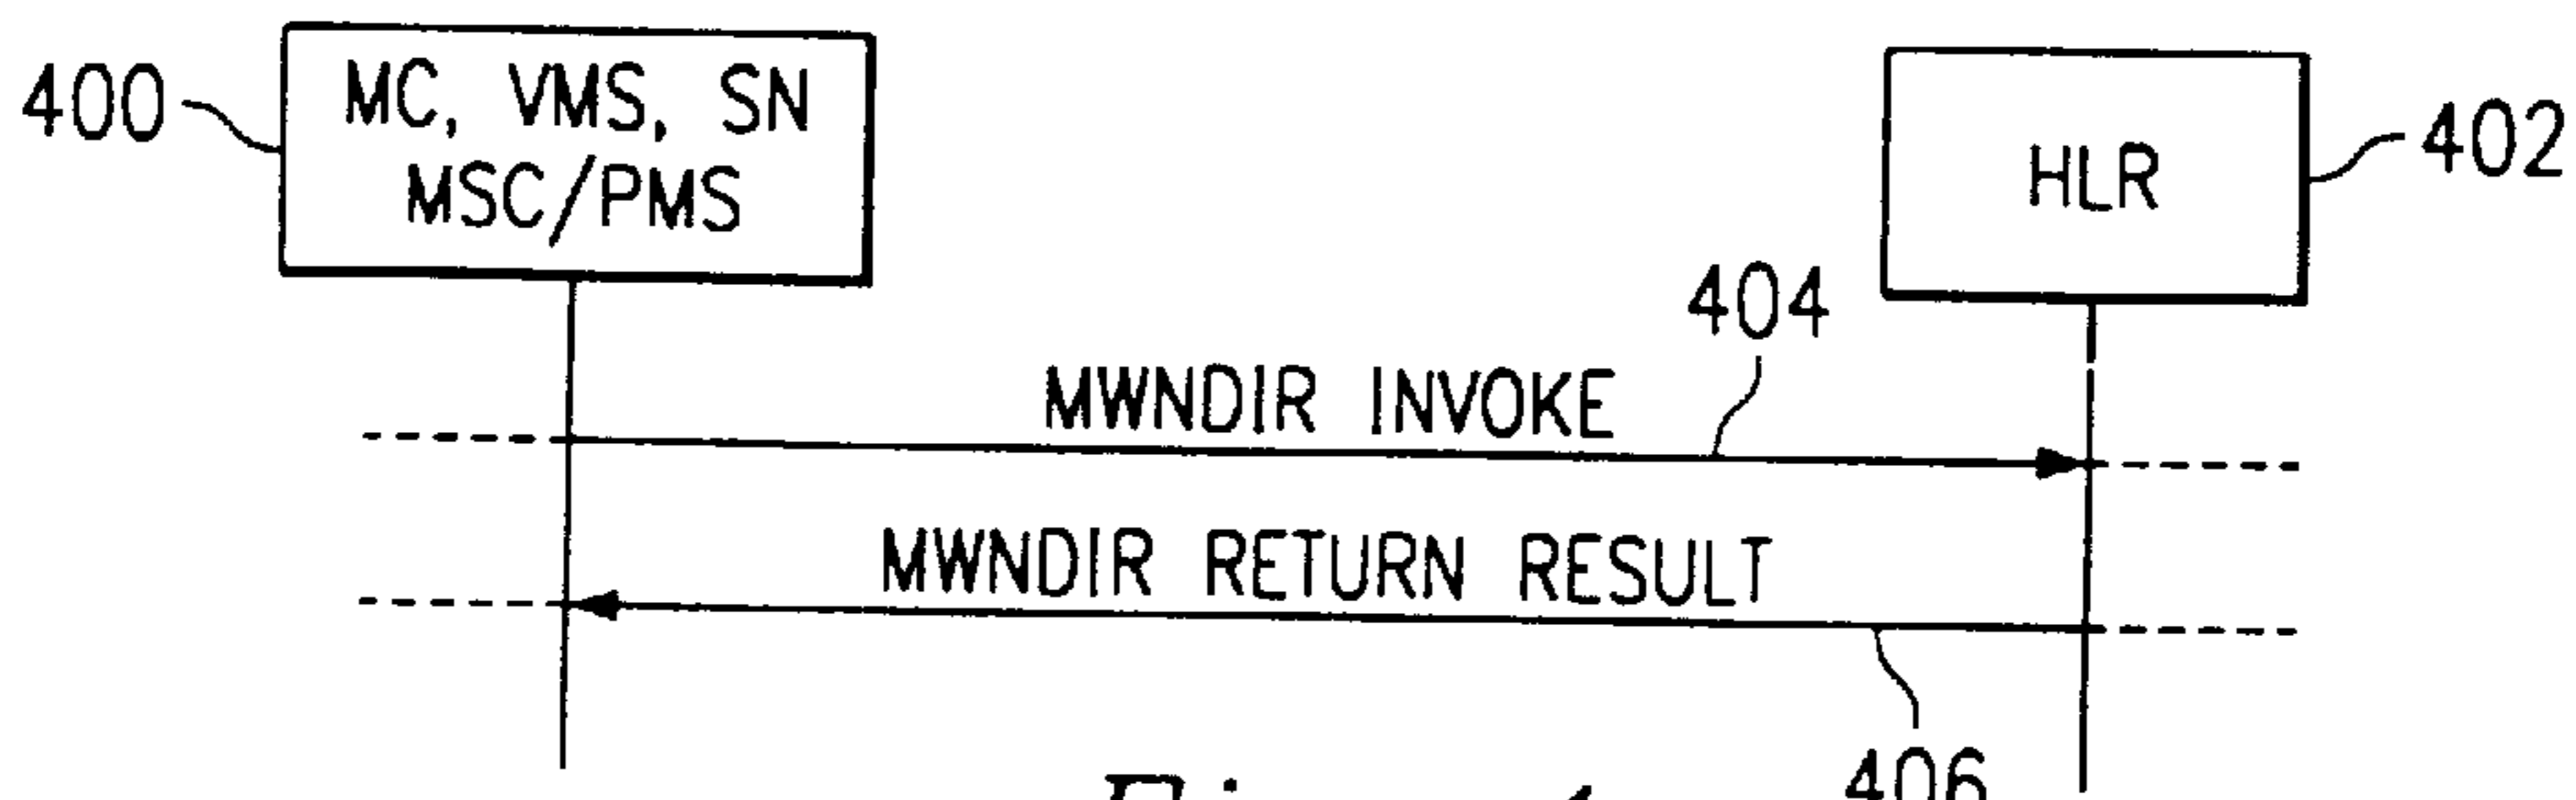 400
MC, VMS, SN
MSC/PMS
HLR
402
404
MWNDIR INVOKE
MWNDIR RETURN RESULT
406